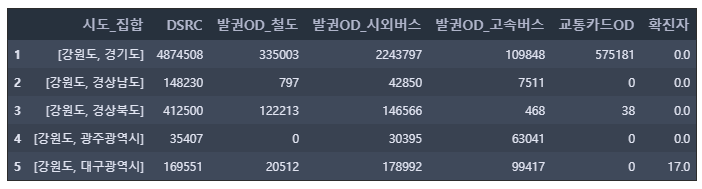 시도_집합 DSRC 발권OD_철도 발권OD_시외버스 발권OD_고속버스 교통카드OD 확진자
1 [강원도, 경기도] 4874508 335003 2243797 109848 575181 0.0
2 [강원도, 경상남도] 148230 797 42850 7511 0 0.0
3 [강원도, 경상북도] 412500 122213 146566 468 38 0.0
4 [강원도, 광주광역시] 35407 0 30395 63041 0 0.0
5 [강원도, 대구광역시] 169551 20512 178992 99417 0 17.0